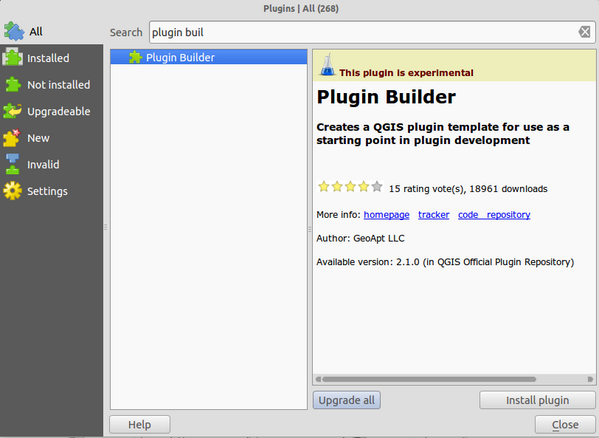 Plugins | All (268)
All
Installed
Not installed
Upgradeable
New
Invalid
Settings
Search plugin buil
Plugin Builder
This plugin is experimental
Plugin Builder
Creates a QGIS plugin template for use as a
starting point in plugin development
15 rating vote(s), 18961 downloads
More info: homepage tracker code repository
Author: GeoApt LLC
Available version: 2.1.0 (in QGIS Official Plugin Repository)
Upgrade all
Install plugin
Help
Close